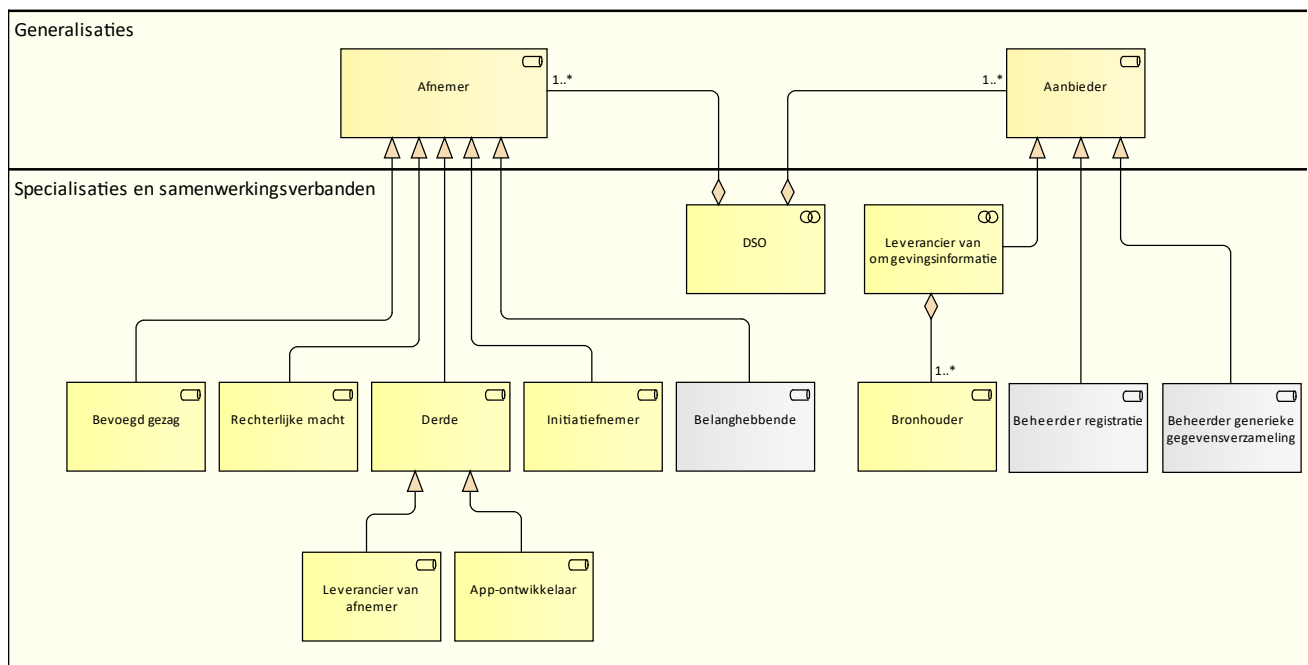 Generalisaties
Afnemer
1..*
1..*
Aanbieder
Specialisaties en samenwerkingsverbanden
DSO
Leverancier van
omgevingsinformatie
1..*
Bevoegd gezag
Rechterlijke macht
Derde
Initiatiefnemer
Belanghebbende
Bronhouder
Beheerder registratie
Beheerder generieke
gegevensverzameling
Leverancier van
afnemer
App-ontwikkelaar